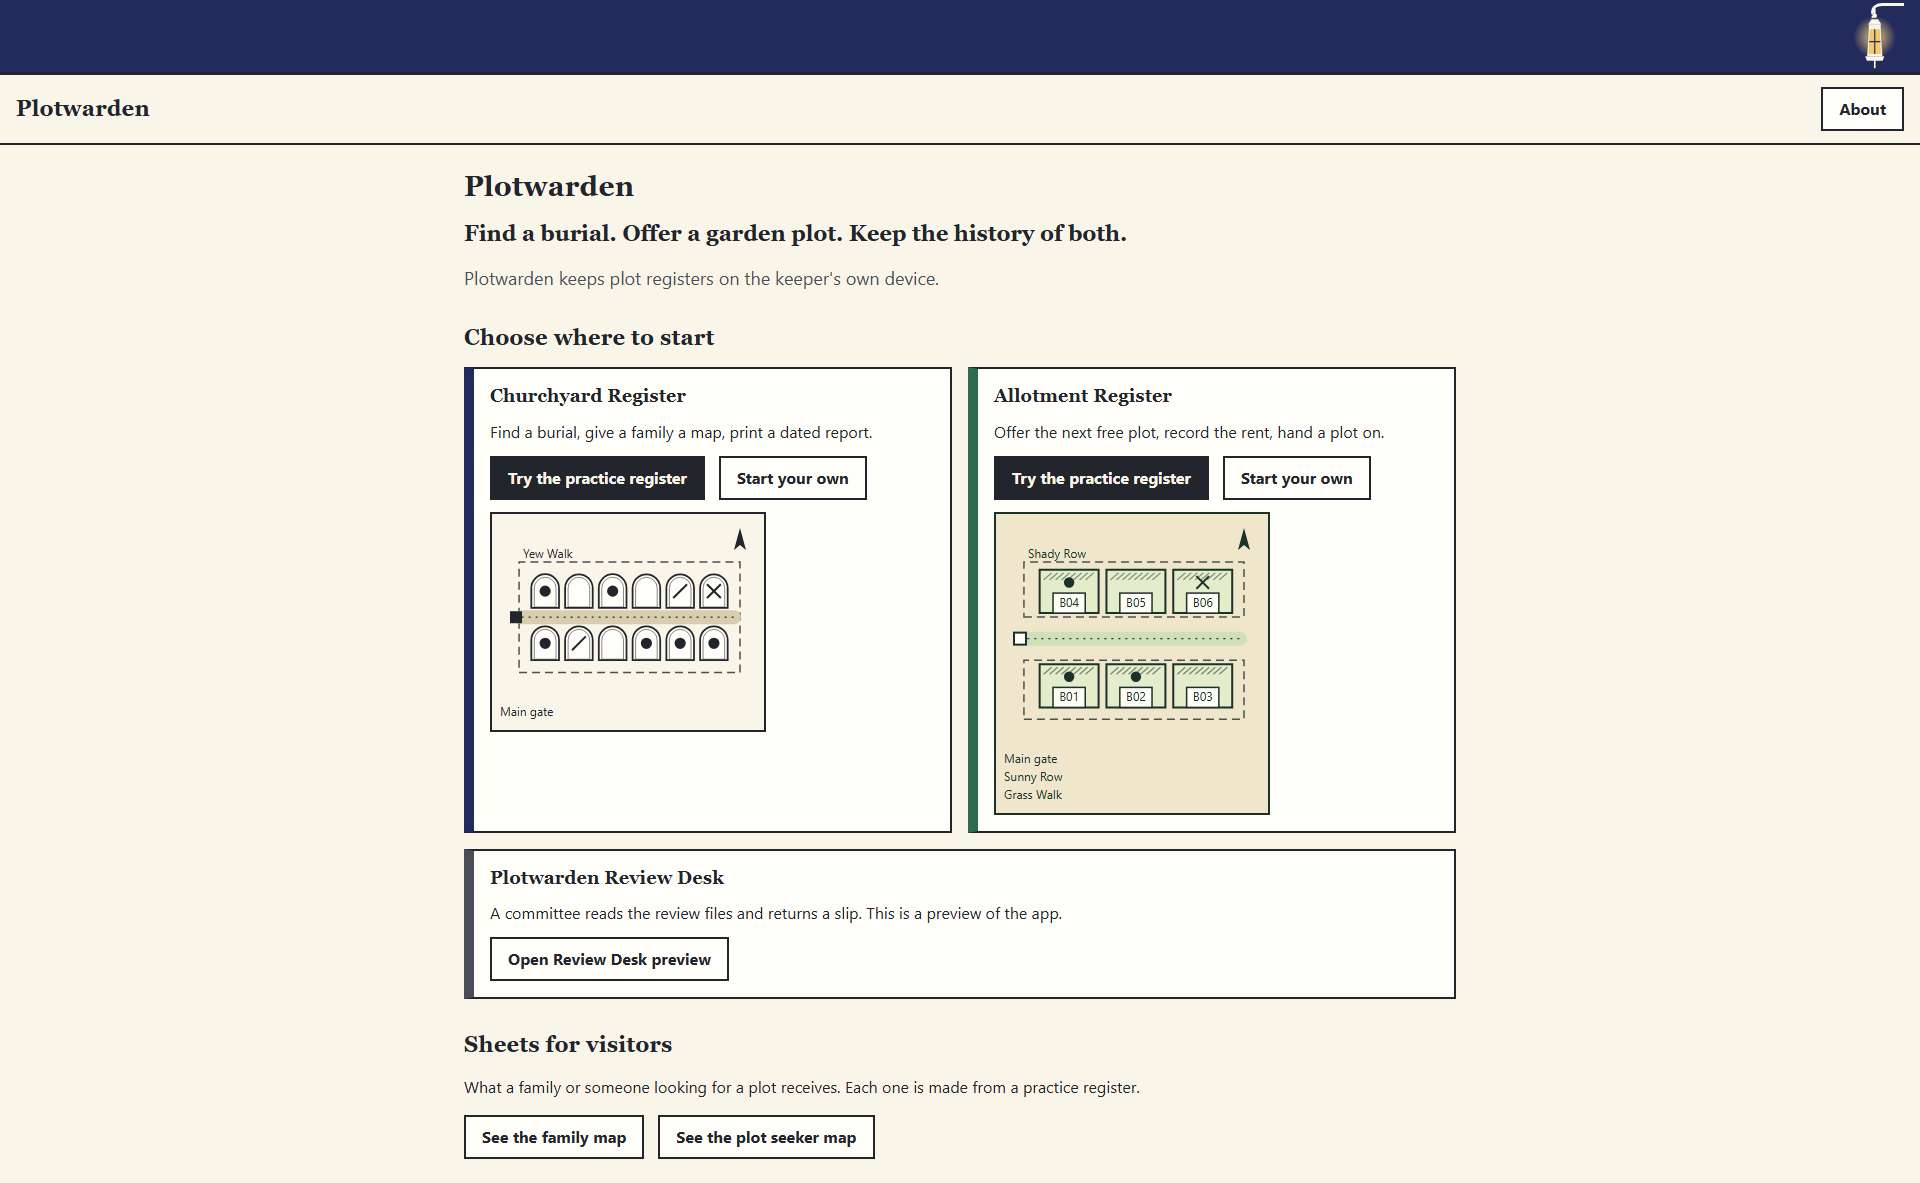 Plotwarden
About
Plotwarden
Find a burial. Offer a garden plot. Keep the history of both.
Plotwarden keeps plot registers on the keeper's own device.
Choose where to start
Churchyard Register
Find a burial, give a family a map, print a dated report.
Try the practice register
Start your own
Yew Walk
Main gate
Allotment Register
Offer the next free plot, record the rent, hand a plot on.
Try the practice register
Start your own
Shady Row
B04 B05 B06
B01 B02 B03
Main gate
Sunny Row
Grass Walk
Plotwarden Review Desk
A committee reads the review files and returns a slip. This is a preview of the app.
Open Review Desk preview
Sheets for visitors
What a family or someone looking for a plot receives. Each one is made from a practice register.
See the family map
See the plot seeker map